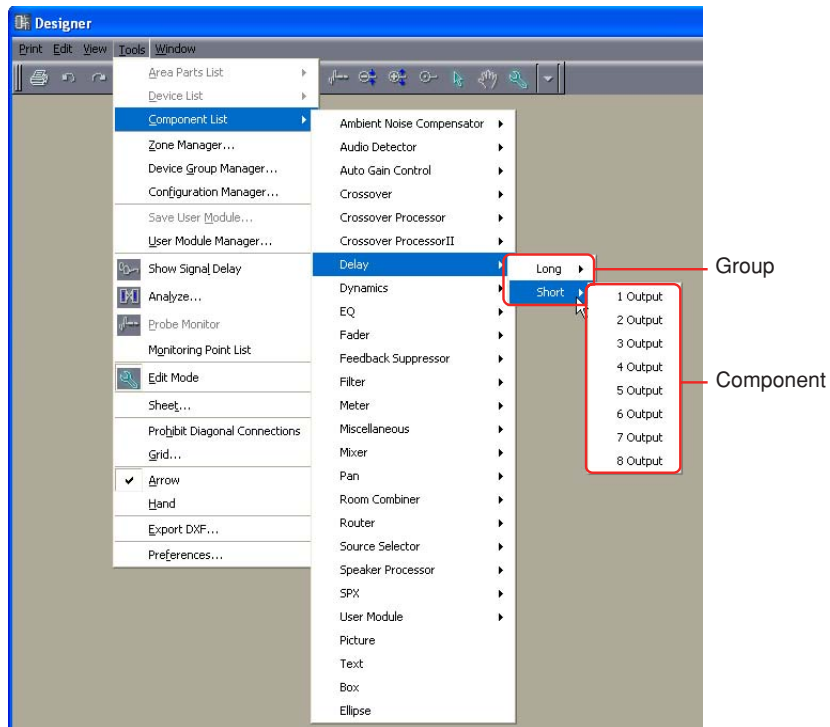 Designer
Print Edit View Tools Window
Area Parts List
Device List
Component List
Zone Manager...
Device Group Manager...
Configuration Manager...
Save User Module...
User Module Manager...
Show Signal Delay
Analyze...
Probe Monitor
Monitoring Point List
Edit Mode
Sheet...
Prohibit Diagonal Connections
Grid...
Arrow
Hand
Export DXF...
Preferences...
Ambient Noise Compensator
Audio Detector
Auto Gain Control
Crossover
Crossover Processor
Crossover ProcessorII
Delay
Dynamics
EQ
Fader
Feedback Suppressor
Filter
Meter
Miscellaneous
Mixer
Pan
Room Combiner
Router
Source Selector
Speaker Processor
SPX
User Module
Picture
Text
Box
Ellipse
Long
Short
Group
1 Output
2 Output
3 Output
4 Output
5 Output
6 Output
7 Output
8 Output
Component